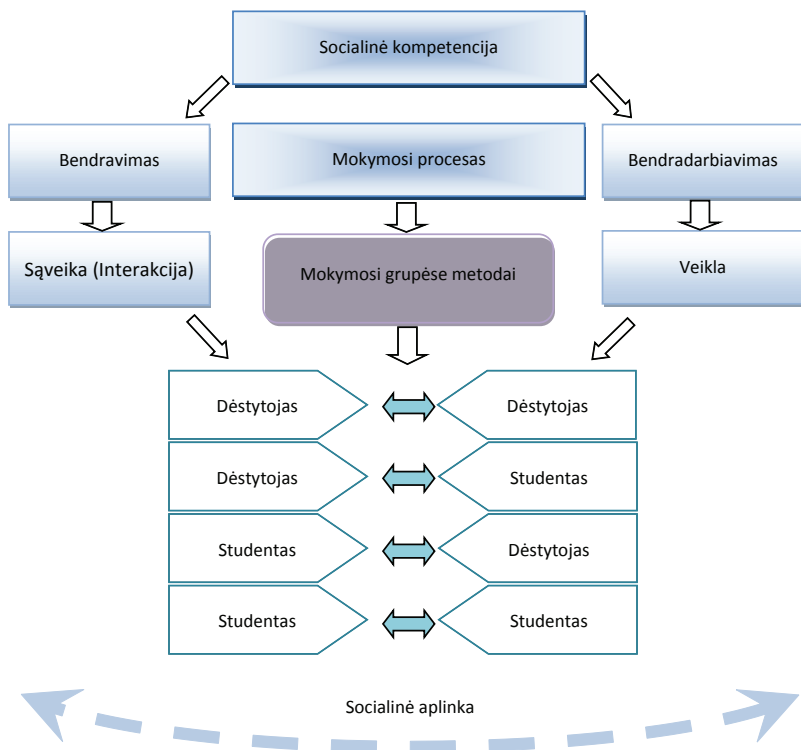 Socialinė kompetencija
Bendravimas
Mokymosi procesas
Bendradarbiavimas
Sąveika (Interakcija)
Mokymosi grupėse metodai
Veikla
Dėstytojas
Dėstytojas
Dėstytojas
Studentas
Studentas
Dėstytojas
Studentas
Studentas
Socialinė aplinka